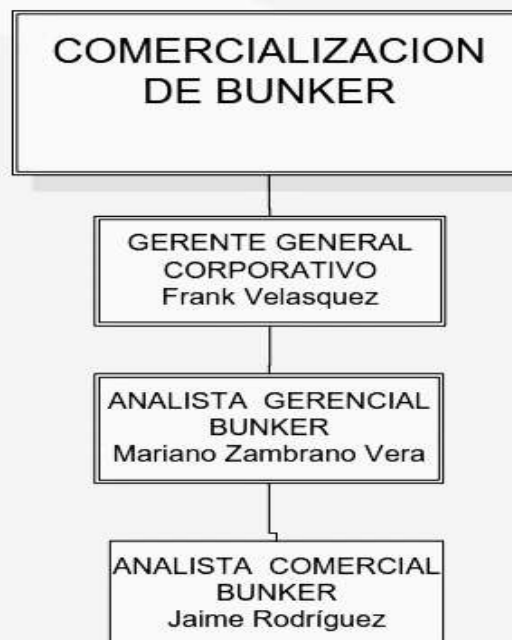 COMERCIALIZACION
DE BUNKER
GERENTE GENERAL
CORPORATIVO
Frank Velasquez
ANALISTA GERENCIAL
BUNKER
Mariano Zambrano Vera
ANALISTA COMERCIAL
BUNKER
Jaime Rodríguez